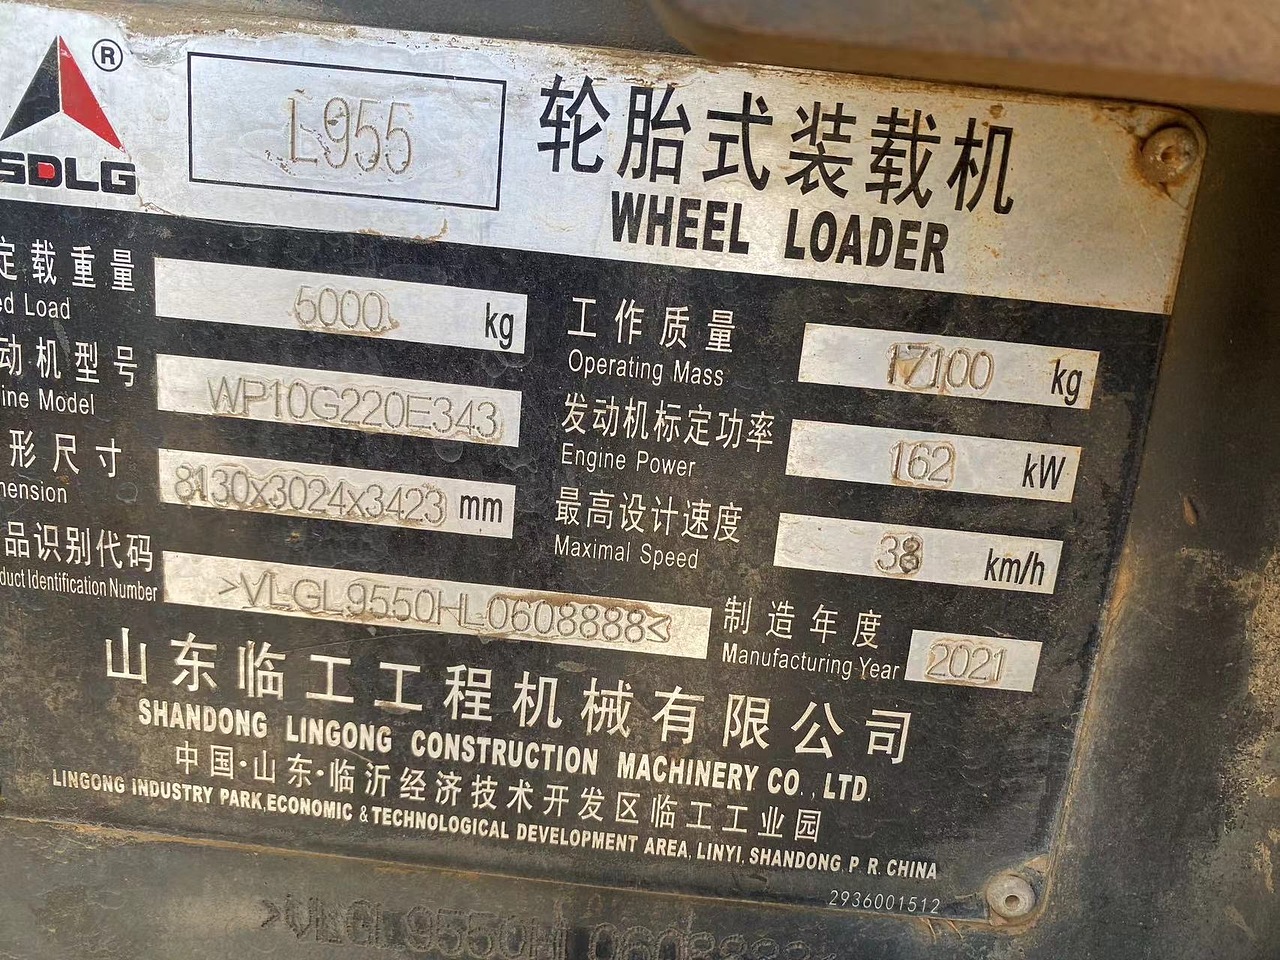 ®
SDLG
L955
轮胎式装载机
WHEEL LOADER
定载重量
ed Load
5000 kg
工作质量
Operating Mass
17100 kg
动机型号
ine Model
WP10G220E343
发动机标定功率
Engine Power
162 kW
形尺寸
mension
8130x3024x3423 mm
最高设计速度
Maximal Speed
38 km/h
品识别代码
duct Identification Number
>VLGL9550HL0608888<
制造年度
Manufacturing Year
2021
山东临工工程机械有限公司
SHANDONG LINGONG CONSTRUCTION MACHINERY CO.,LTD.
中国·山东·临沂经济技术开发区临工工业园
LINGONG INDUSTRY PARK,ECONOMIC & TECHNOLOGICAL DEVELOPMENT AREA, LINYI, SHANDONG, P. R. CHINA
2936001512
>VLGL9550HL0608888<